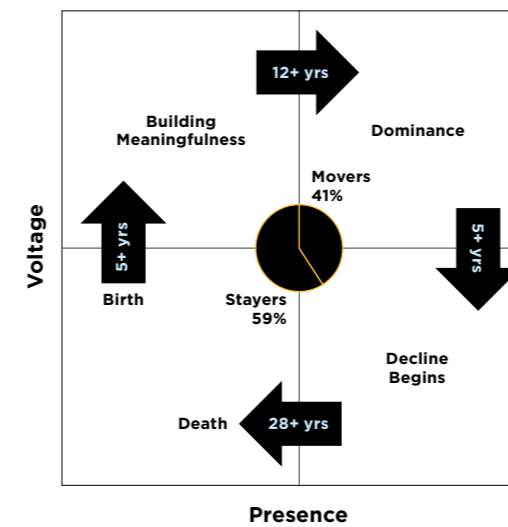 12+ yrs
Building
Meaningfulness
Dominance
Movers
41%
Voltage
5+ yrs
5+ yrs
Birth
Stayers
59%
Decline
Begins
Death
28+ yrs
Presence